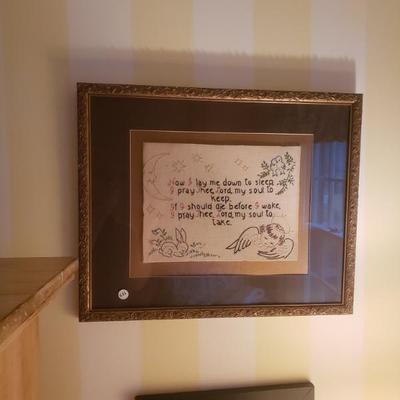 Now I lay me down to sleep
I pray Thee, Lord, my soul to
keep.
If I should die before I wake,
I pray Thee, Lord, my soul to
take.